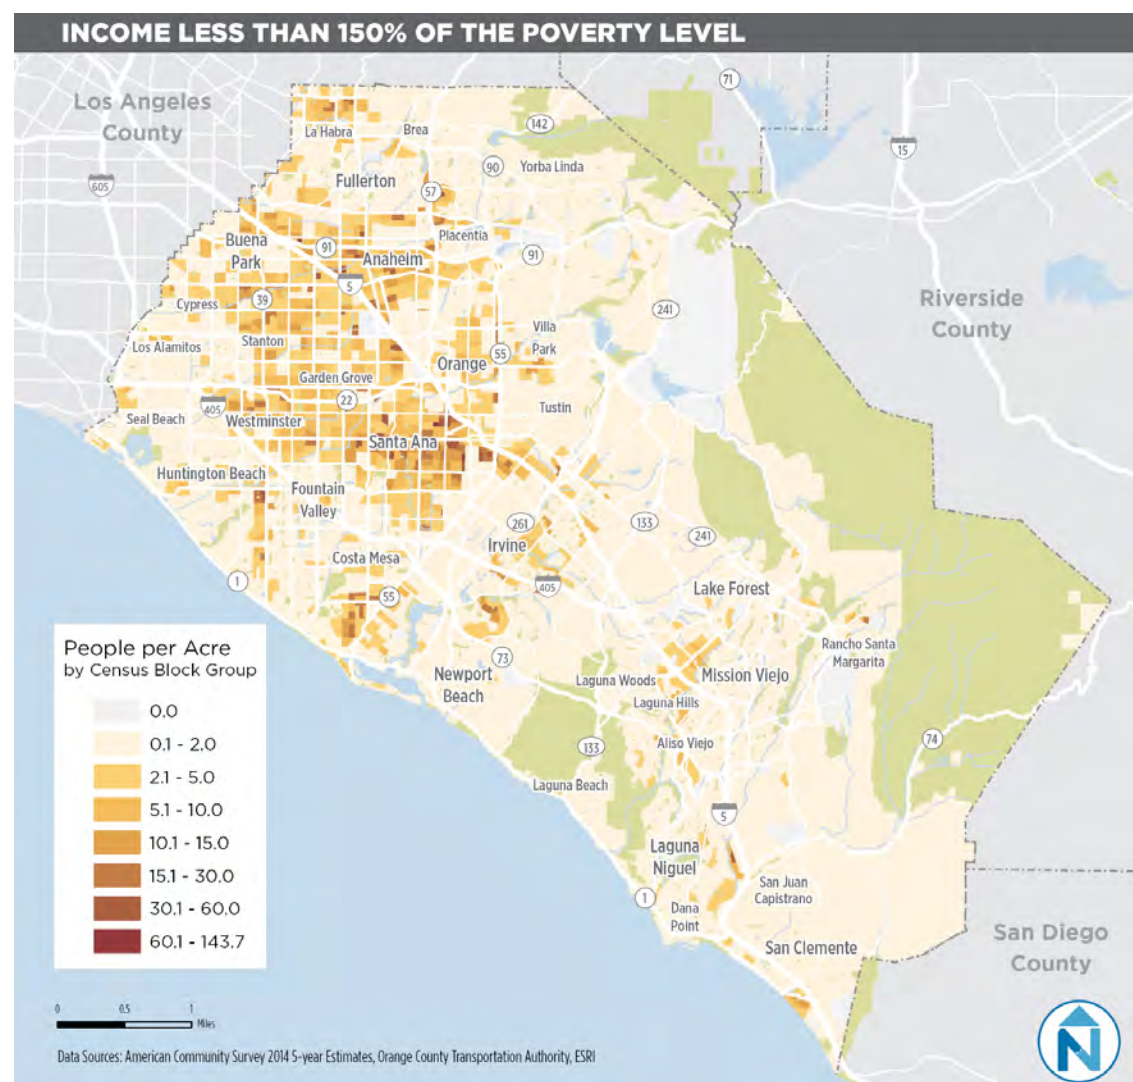 INCOME LESS THAN 150% OF THE POVERTY LEVEL
Los Angeles
County
71
142
La Habra
Brea
15
90
Yorba Linda
605
Fullerton
57
Placentia
Buena
Park
91
Anaheim
91
5
Riverside
County
Cypress
39
241
Villa
Park
Los Alamitos
Stanton
55
Orange
Garden Grove
22
Tustin
405
Seal Beach
Westminster
Santa Ana
Huntington Beach
Fountain
Valley
261
133
241
Irvine
Costa Mesa
1
405
55
Lake Forest
Rancho Santa
Margarita
73
Newport
Beach
Laguna Woods
Mission Viejo
Laguna Hills
133
Aliso Viejo
74
Laguna Beach
5
Laguna
Niguel
San Juan
Capistrano
1
Dana
Point
San Clemente
San Diego
County
People per Acre
by Census Block Group
0.0
0.1 - 2.0
2.1 - 5.0
5.1 - 10.0
10.1 - 15.0
15.1 - 30.0
30.1 - 60.0
60.1 - 143.7
0 0.5 1
Miles
N
Data Sources: American Community Survey 2014 5-year Estimates, Orange County Transportation Authority, ESRI